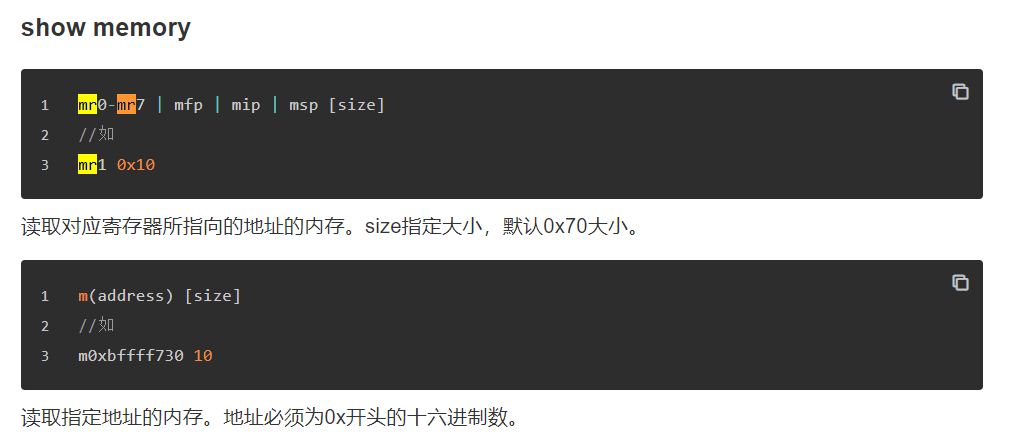 show memory
1 mr0-mr7 | mfp | mip | msp [size]
2 //如
3 mr1 0x10
读取对应寄存器所指向的地址的内存。size指定大小，默认0x70大小。
1 m(address) [size]
2 //如
3 m0xbffff730 10
读取指定地址的内存。地址必须为0x开头的十六进制数。